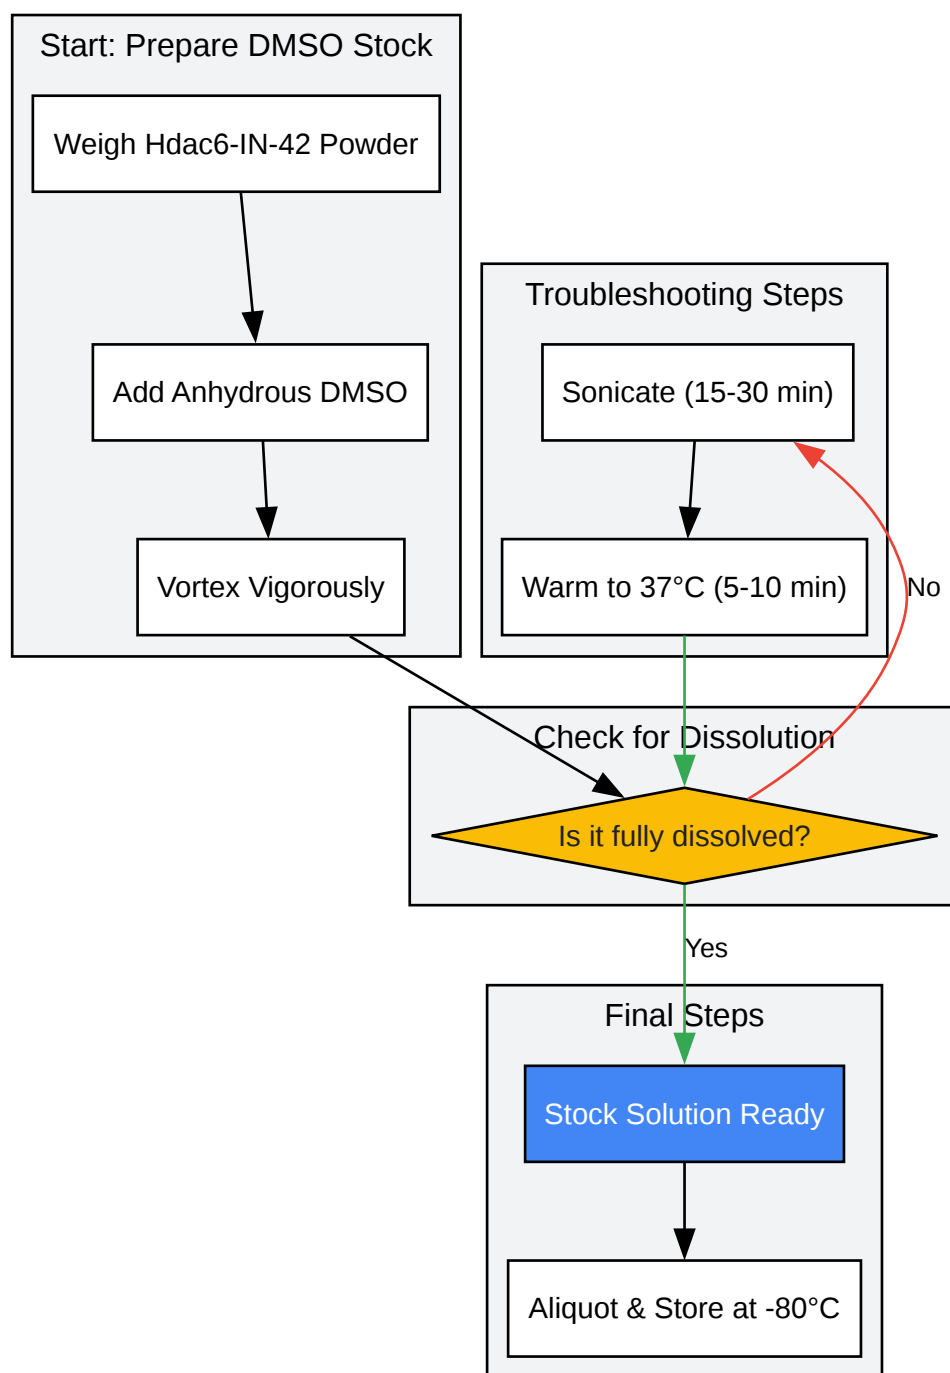 Start: Prepare DMSO Stock
Weigh Hdac6-IN-42 Powder
Add Anhydrous DMSO
Vortex Vigorously
Troubleshooting Steps
Sonicate (15-30 min)
Warm to 37°C (5-10 min)
No
Check for Dissolution
Is it fully dissolved?
Yes
Final Steps
Stock Solution Ready
Aliquot & Store at -80°C